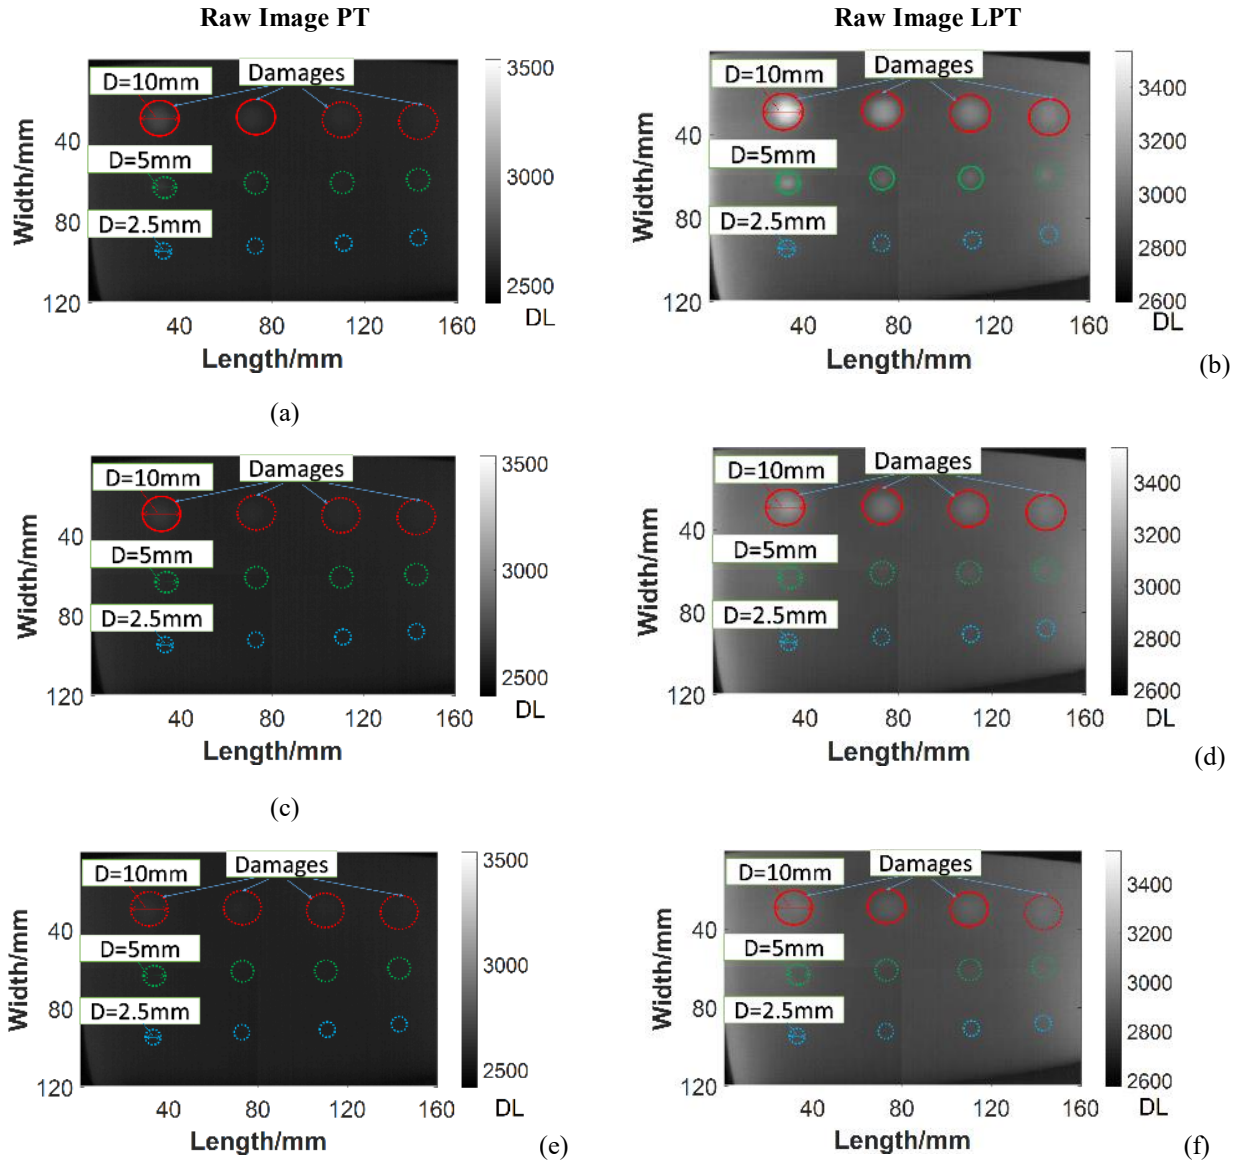 Raw Image PT
Raw Image LPT
D=10mm
Damages
D=5mm
D=2.5mm
Width/mm
40
80
120
40
80
120
160
Length/mm
3500
3000
2500
DL
(a)
D=10mm
Damages
D=5mm
D=2.5mm
Width/mm
40
80
120
40
80
120
160
Length/mm
3400
3200
3000
2800
2600
DL
(b)
D=10mm
Damages
D=5mm
D=2.5mm
Width/mm
40
80
120
40
80
120
160
Length/mm
3500
3000
2500
DL
(c)
D=10mm
Damages
D=5mm
D=2.5mm
Width/mm
40
80
120
40
80
120
160
Length/mm
3400
3200
3000
2800
2600
DL
(d)
D=10mm
Damages
D=5mm
D=2.5mm
Width/mm
40
80
120
40
80
120
160
Length/mm
3500
3000
2500
DL
(e)
D=10mm
Damages
D=5mm
D=2.5mm
Width/mm
40
80
120
40
80
120
160
Length/mm
3400
3200
3000
2800
2600
DL
(f)